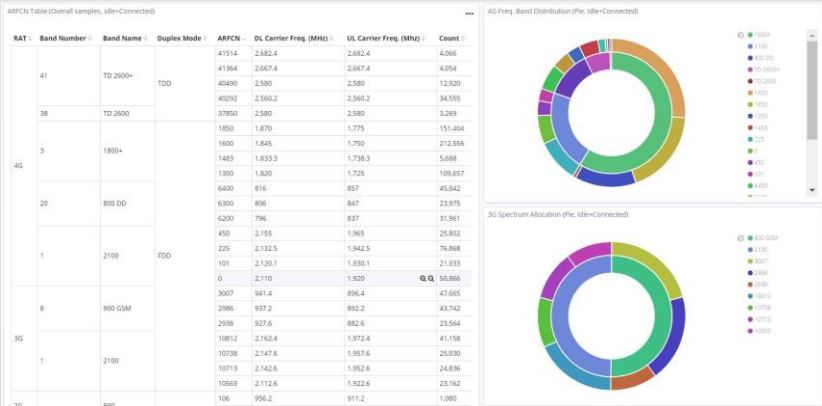 ARFCN Table (Overall samples, Idle+Connected)
RAT Band Number Band Name Duplex Mode ARFCN DL Carrier Freq. (MHz) UL Carrier Freq. (MHz) Count
4G 41 TD 2600+ TDD 41514 2,682.4 2,682.4 4,066
41364 2,667.4 2,667.4 4,054
40490 2,580 2,580 12,920
40292 2,560.2 2,560.2 34,555
38 TD 2600 37850 2,580 2,580 3,269
3 1800+ FDD 1850 1,870 1,775 151,404
1600 1,845 1,750 212,556
1483 1,833.3 1,738.3 5,688
1350 1,820 1,725 109,657
20 800 DD 6400 816 857 45,842
6300 806 847 23,975
6200 796 837 31,961
1 2100 450 2,155 1,965 25,802
225 2,132.5 1,942.5 76,868
101 2,120.1 1,930.1 21,933
0 2,110 1,920 50,866
3G 8 900 GSM 3007 941.4 896.4 47,665
2986 937.2 892.2 43,742
2938 927.6 882.6 23,564
1 2100 10812 2,162.4 1,972.4 41,158
10738 2,147.6 1,957.6 25,030
10713 2,142.6 1,952.6 24,836
10563 2,112.6 1,922.6 23,162
2G 900 106 956.2 911.2 1,080
4G Freq. Band Distribution (Pie, Idle+Connected)
1800+
2100
800 DD
TD 2600+
TD 2600
1600
1850
1350
1483
225
0
450
101
6400
3G Spectrum Allocation (Pie, Idle+Connected)
900 GSM
2100
3007
2986
2938
10812
10738
10713
10563